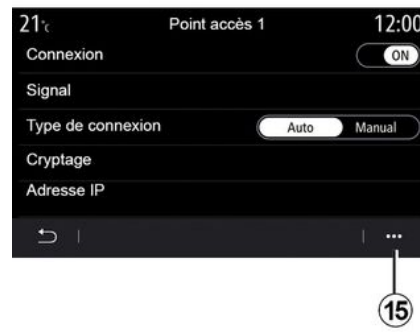 21°c Point accès 1 12:00
Connexion ON
Signal
Type de connexion Auto Manual
Cryptage
Adresse IP
15